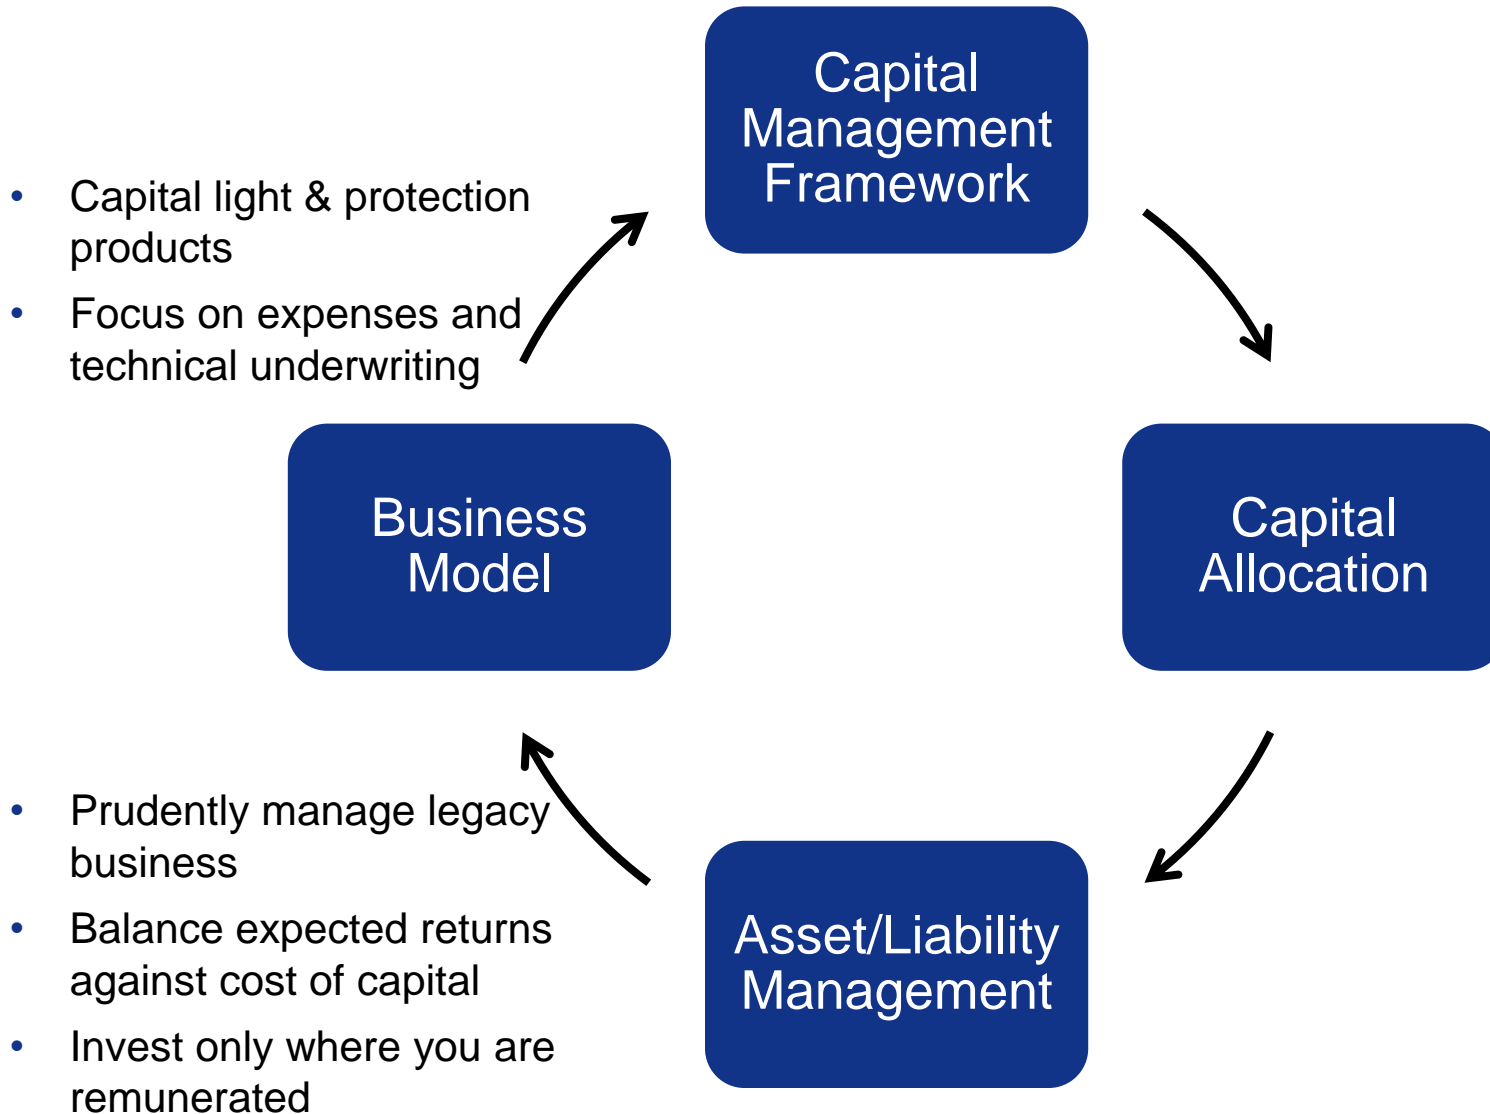 Capital
Management
Framework
• Capital light & protection
products
• Focus on expenses and
technical underwriting
Business
Model
Capital
Allocation
• Prudently manage legacy
business
• Balance expected returns
against cost of capital
• Invest only where you are
remunerated
Asset/Liability
Management